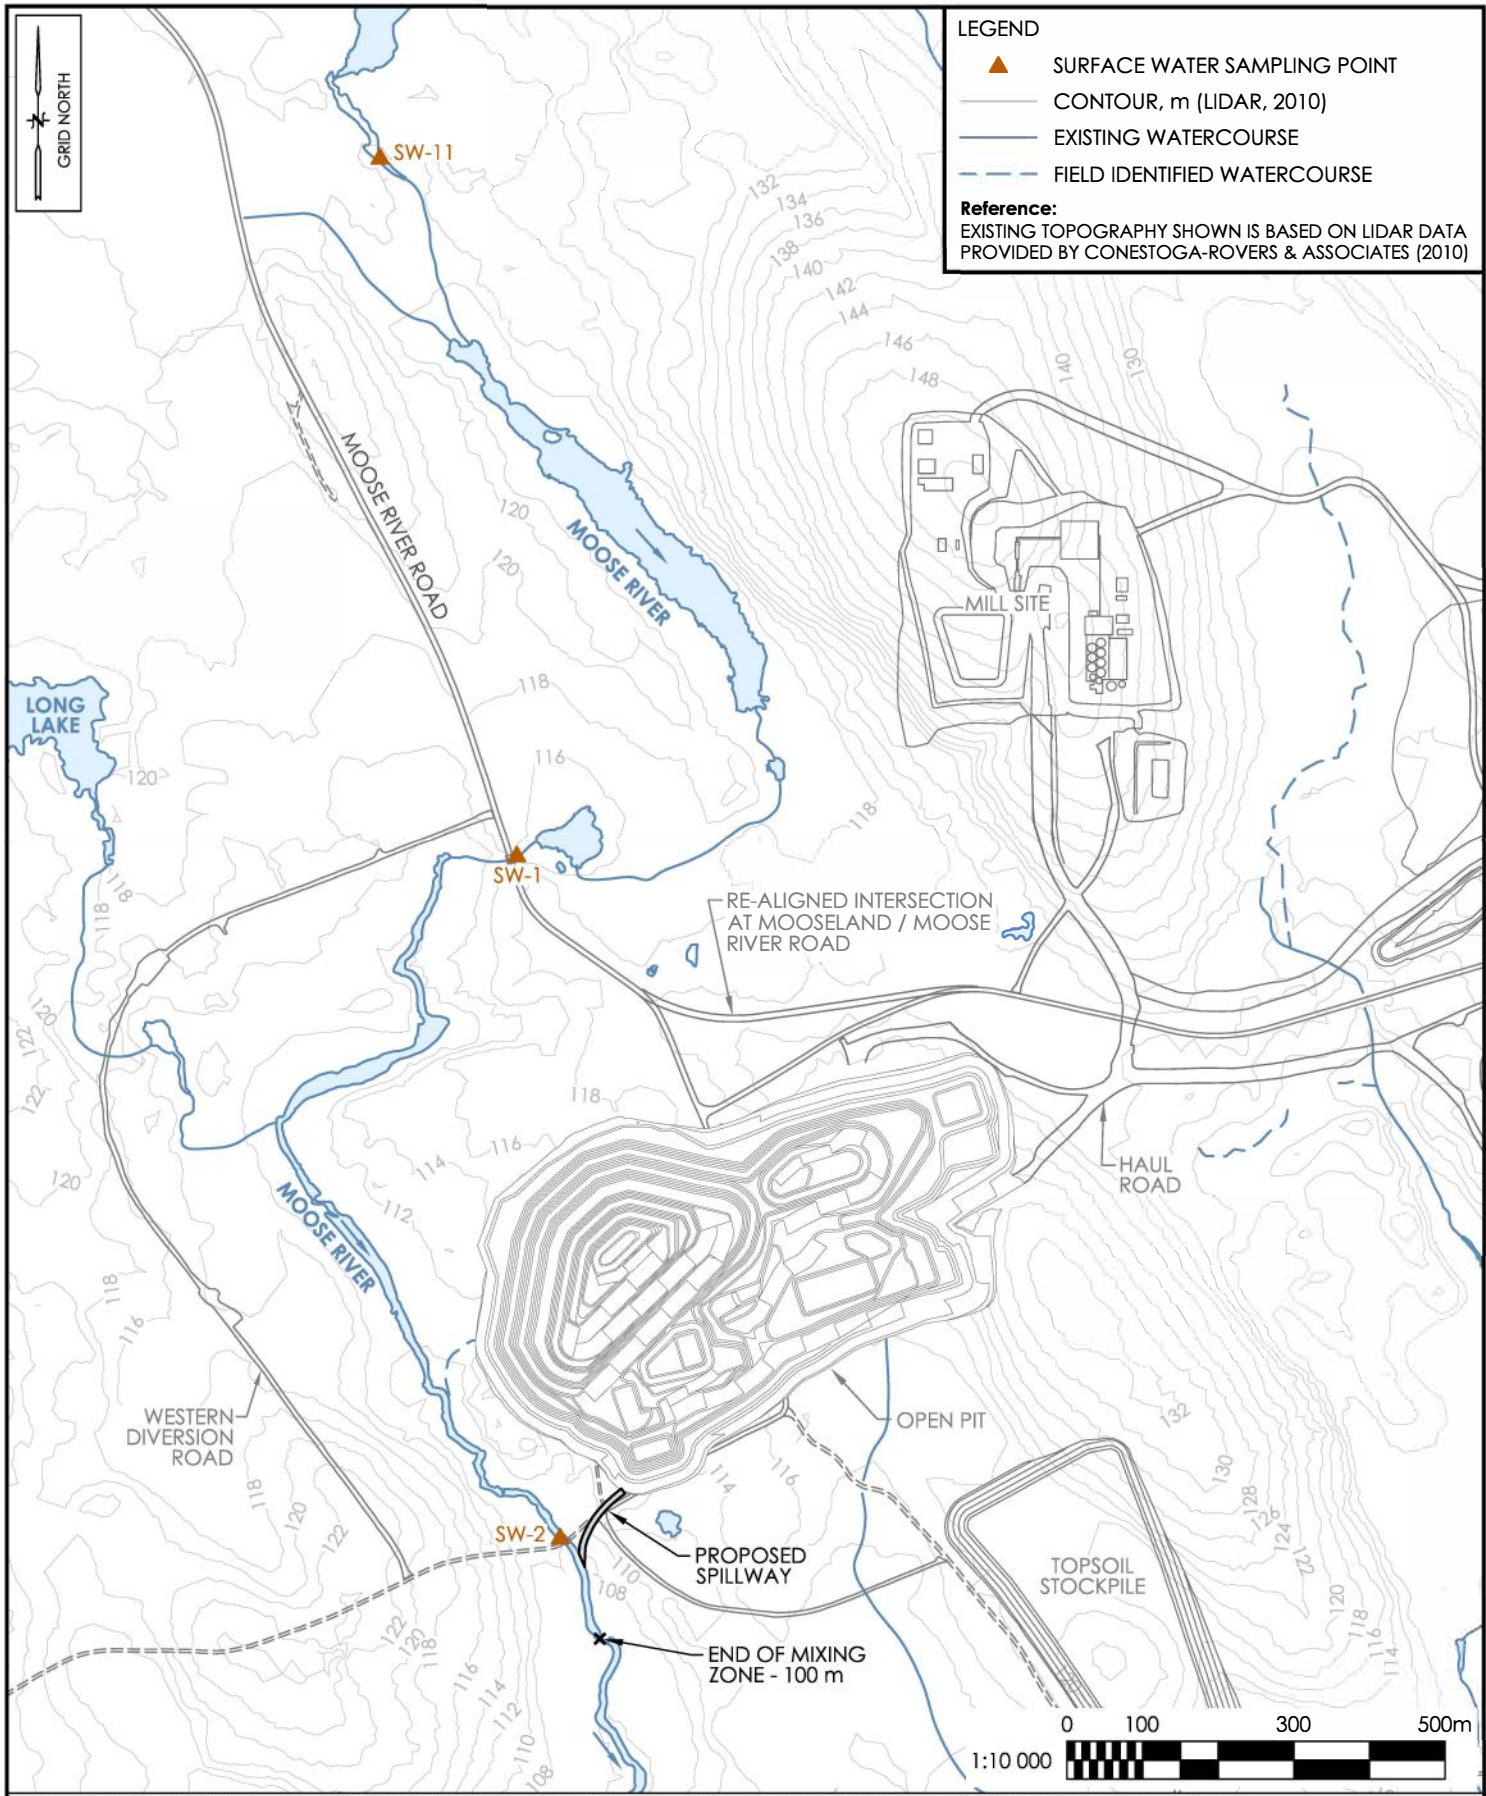 GRID NORTH
LEGEND
SURFACE WATER SAMPLING POINT
CONTOUR, m (LIDAR, 2010)
EXISTING WATERCOURSE
FIELD IDENTIFIED WATERCOURSE
Reference:
EXISTING TOPOGRAPHY SHOWN IS BASED ON LIDAR DATA
PROVIDED BY CONESTOGA-ROVERS & ASSOCIATES (2010)
SW-11
132
134
136
138
140
142
144
146
148
140
130
MOOSE RIVER ROAD
120
120
MOOSE RIVER
MILL SITE
118
LONG
LAKE
116
120
118
SW-1
118
118
RE-ALIGNED INTERSECTION
AT MOOSELAND / MOOSE
RIVER ROAD
120
122
122
118
116
114
112
120
HAUL
ROAD
MOOSE RIVER
118
116
WESTERN
DIVERSION
ROAD
OPEN PIT
132
130
128
126
124
122
120
118
116
114
114
116
118
120
122
SW-2
PROPOSED
SPILLWAY
110
108
TOPSOIL
STOCKPILE
122
120
118
116
114
112
110
108
END OF MIXING
ZONE - 100 m
0 100 300 500m
1:10 000